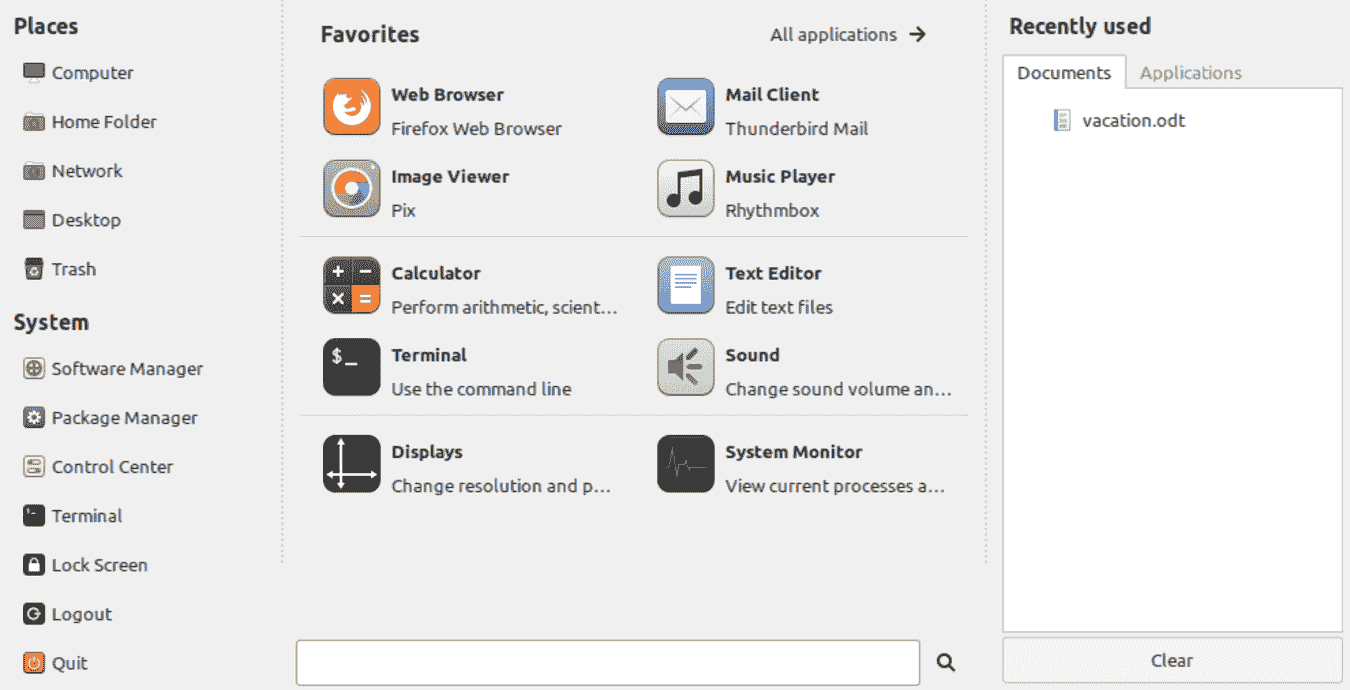 Places
Computer
Home Folder
Network
Desktop
Trash
System
Software Manager
Package Manager
Control Center
Terminal
Lock Screen
Logout
Quit
Favorites
All applications
Web Browser
Firefox Web Browser
Mail Client
Thunderbird Mail
Image Viewer
Pix
Music Player
Rhythmbox
Calculator
Perform arithmetic, scient...
Text Editor
Edit text files
Terminal
Use the command line
Sound
Change sound volume an...
Displays
Change resolution and p...
System Monitor
View current processes a...
Recently used
Documents
Applications
vacation.odt
Clear